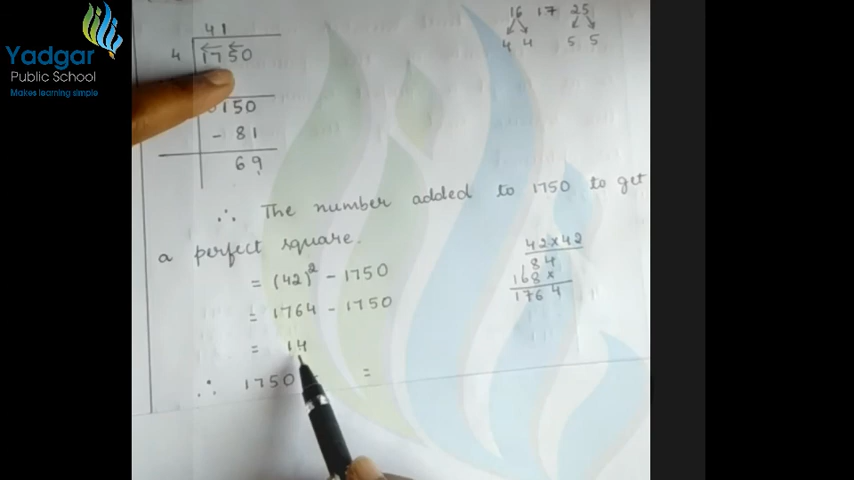 Yadgar
Public School
Makes learning simple
41
4 1750
150
- 81
69
16 17 25
4 4 5 5
∴ The number added to 1750 to get
a perfect square.
= (42)² - 1750
= 1764 - 1750
= 14
∴ 1750 =
42×42
84
168×
1764